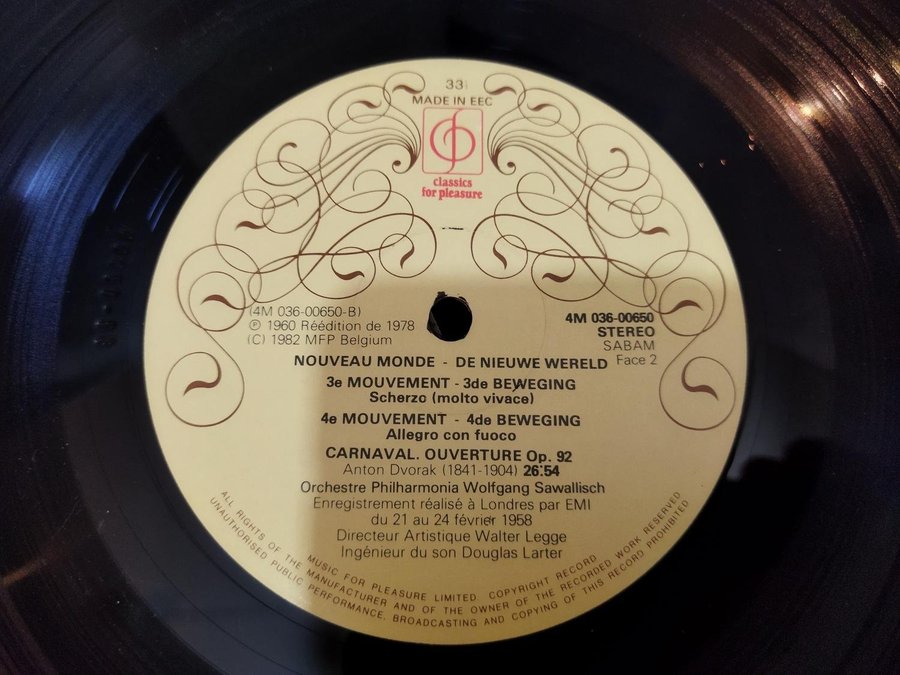 33⅓
MADE IN EEC
classics
for pleasure
(4M 036-00650-B)
℗ 1960 Réédition de 1978
(C) 1982 MFP Belgium
4M 036-00650
STEREO
SABAM
Face 2
NOUVEAU MONDE - DE NIEUWE WERELD
3e MOUVEMENT - 3de BEWEGING
Scherzo (molto vivace)
4e MOUVEMENT - 4de BEWEGING
Allegro con fuoco
CARNAVAL. OUVERTURE Op. 92
Anton Dvorak (1841-1904) 26:54
Orchestre Philharmonia Wolfgang Sawallisch
Enregistrement réalisé à Londres par EMI
du 21 au 24 février 1958
Directeur Artistique Walter Legge
Ingénieur du son Douglas Larter
MUSIC FOR PLEASURE LIMITED. COPYRIGHT RECORD
ALL RIGHTS OF THE MANUFACTURER AND OF THE OWNER OF THE RECORDED WORK RESERVED
UNAUTHORISED PUBLIC PERFORMANCE, BROADCASTING AND COPYING OF THIS RECORD PROHIBITED